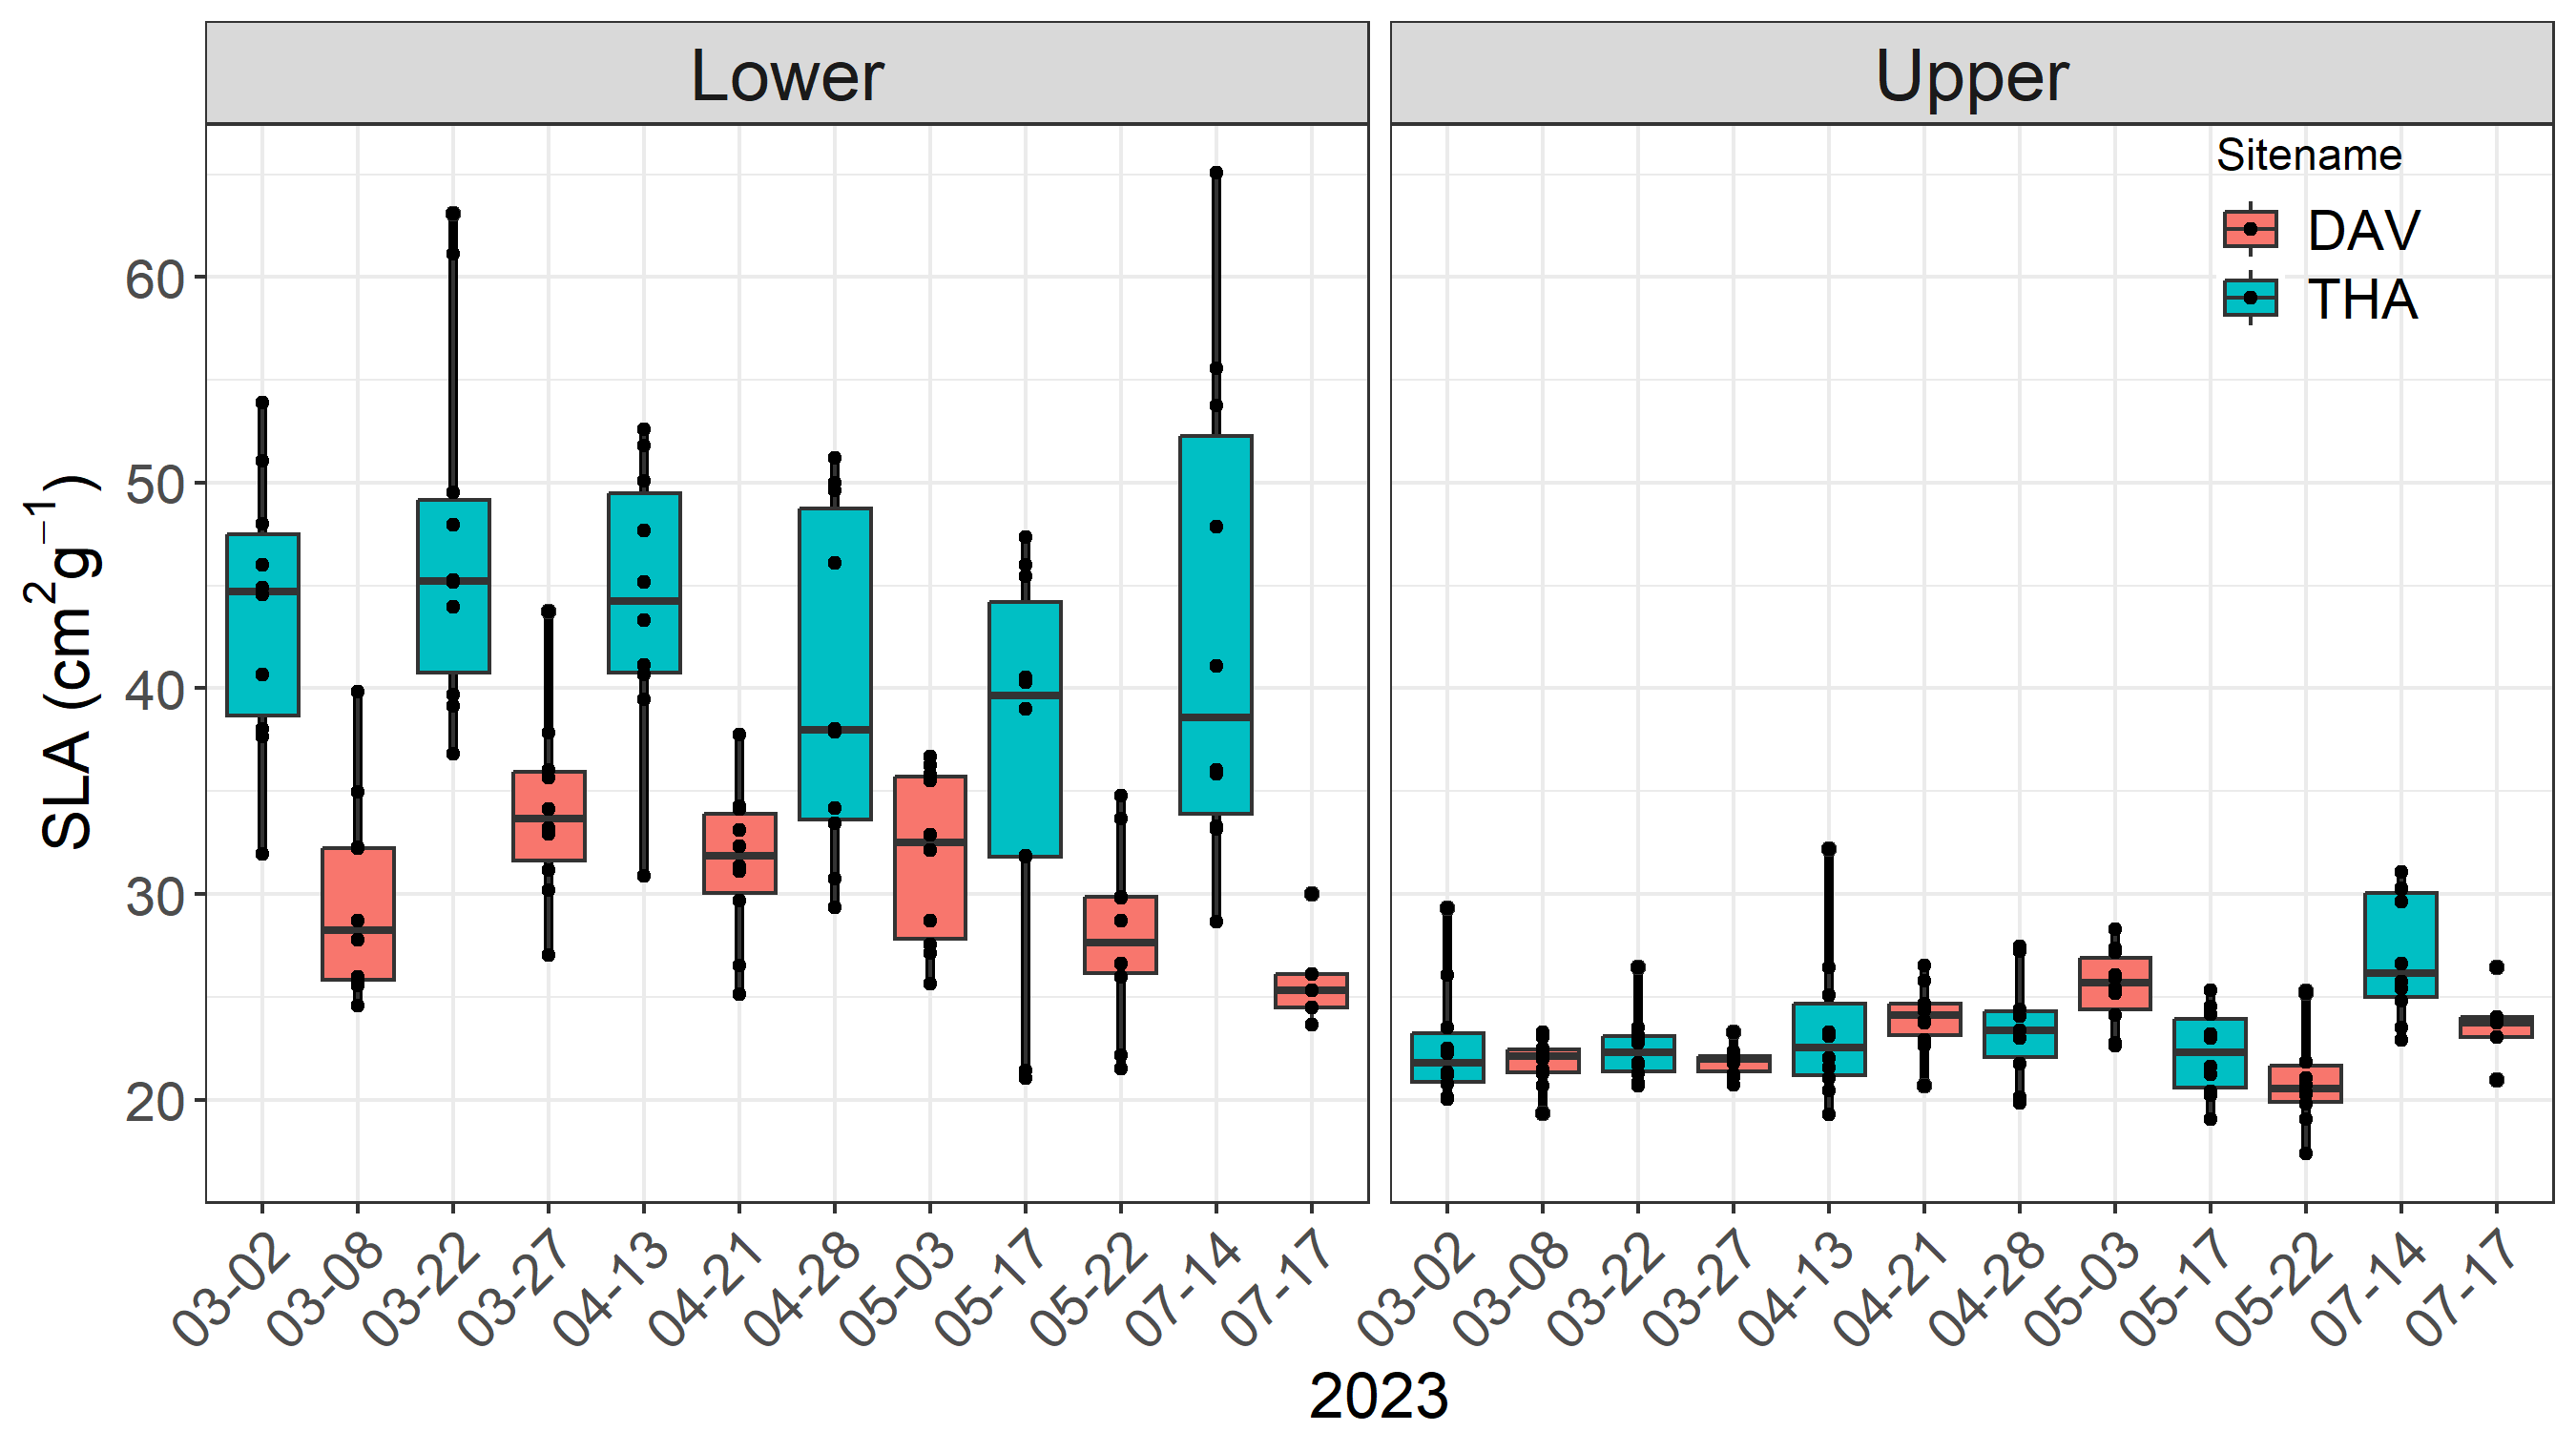 Lower
Upper
Sitename
DAV
THA
SLA (cm²g⁻¹)
60
50
40
30
20
03-02 03-08 03-22 03-27 04-13 04-21 04-28 05-03 05-17 05-22 07-14 07-17
03-02 03-08 03-22 03-27 04-13 04-21 04-28 05-03 05-17 05-22 07-14 07-17
2023